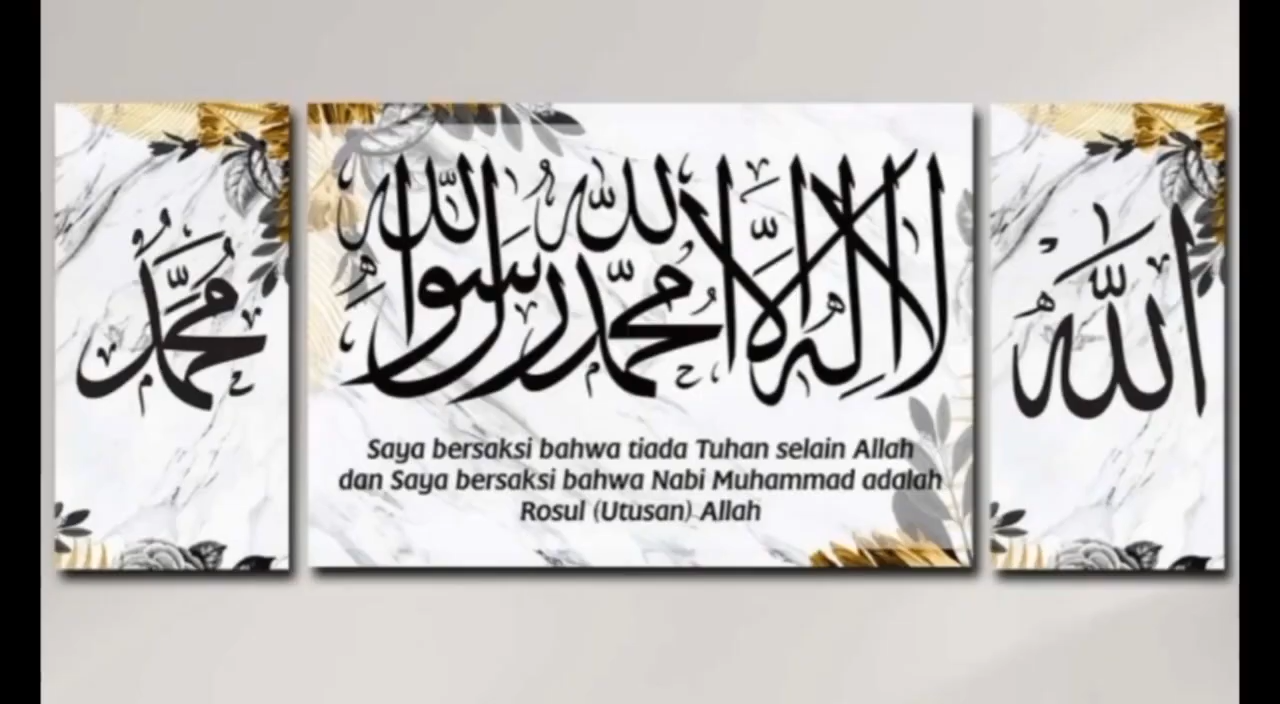 الله
لا إله إلا الله محمد رسول الله
محمد
Saya bersaksi bahwa tiada Tuhan selain Allah
dan Saya bersaksi bahwa Nabi Muhammad adalah
Rosul (Utusan) Allah